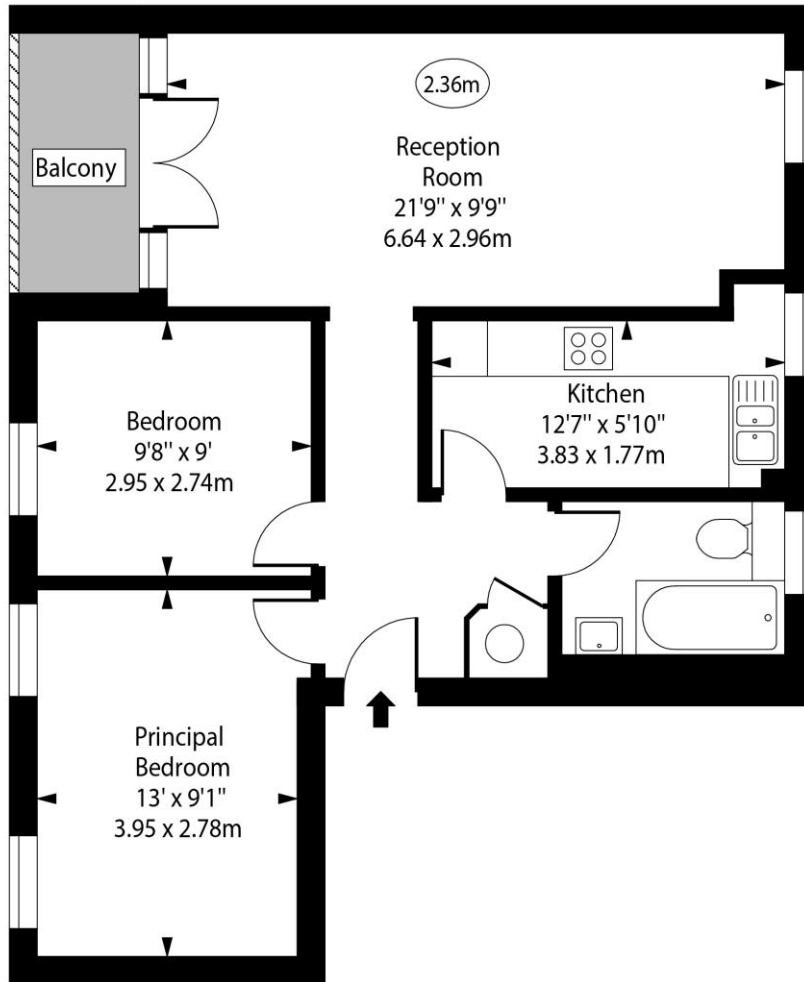 2.36m
Balcony
Reception
Room
21'9" x 9'9"
6.64 x 2.96m
Bedroom
9'8" x 9'
2.95 x 2.74m
Kitchen
12'7" x 5'10"
3.83 x 1.77m
Principal
Bedroom
13' x 9'1"
3.95 x 2.78m